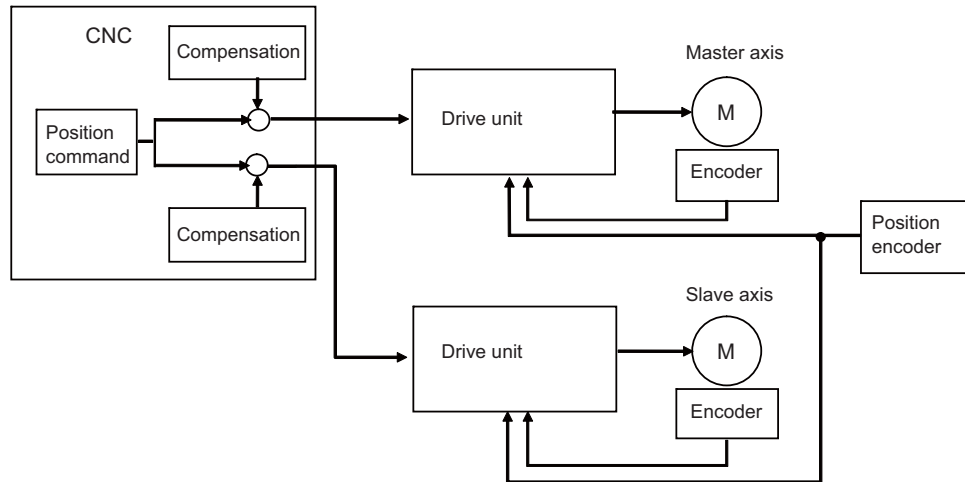 CNC
Compensation
Position
command
Compensation
Drive unit
Master axis
M
Encoder
Position
encoder
Drive unit
Slave axis
M
Encoder